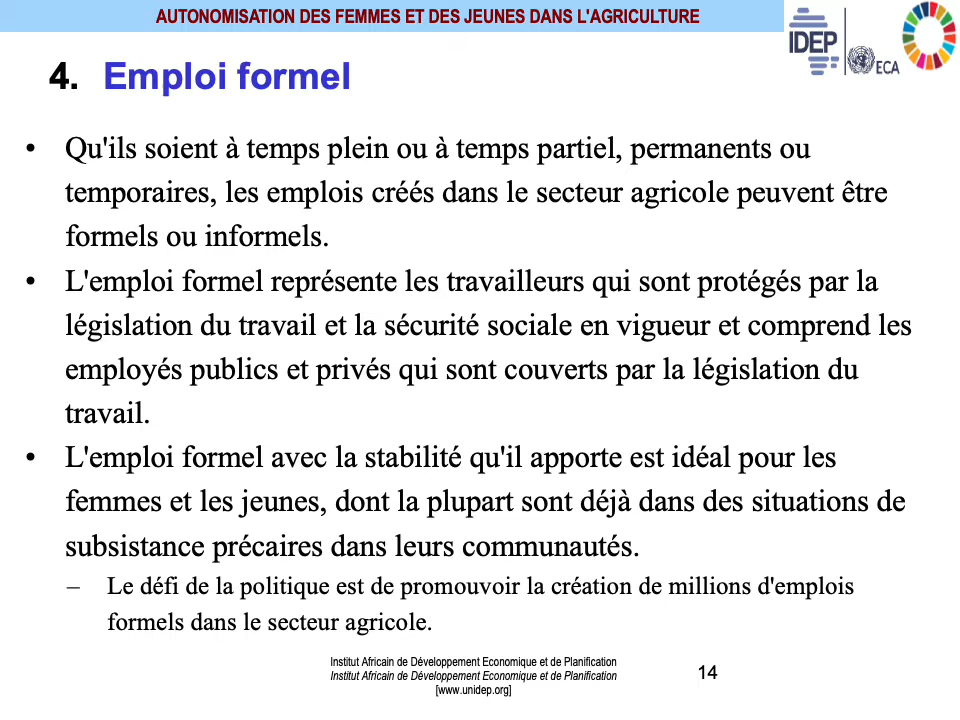 AUTONOMISATION DES FEMMES ET DES JEUNES DANS L'AGRICULTURE
IDEP
ECA
4. Emploi formel
• Qu'ils soient à temps plein ou à temps partiel, permanents ou
temporaires, les emplois créés dans le secteur agricole peuvent être
formels ou informels.
• L'emploi formel représente les travailleurs qui sont protégés par la
législation du travail et la sécurité sociale en vigueur et comprend les
employés publics et privés qui sont couverts par la législation du
travail.
• L'emploi formel avec la stabilité qu'il apporte est idéal pour les
femmes et les jeunes, dont la plupart sont déjà dans des situations de
subsistance précaires dans leurs communautés.
– Le défi de la politique est de promouvoir la création de millions d'emplois
formels dans le secteur agricole.
Institut Africain de Développement Economique et de Planification
Institut Africain de Développement Economique et de Planification
[www.unidep.org]
14